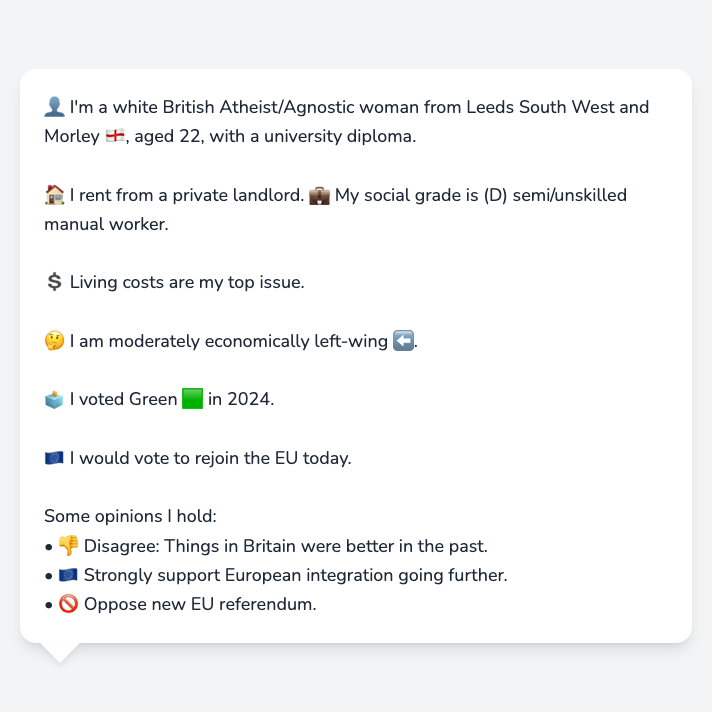 👤 I'm a white British Atheist/Agnostic woman from Leeds South West and
Morley 🏴󠁧󠁢󠁥󠁮󠁧󠁿, aged 22, with a university diploma.
🏠 I rent from a private landlord. 💼 My social grade is (D) semi/unskilled
manual worker.
💲 Living costs are my top issue.
🤔 I am moderately economically left-wing ⬅️.
🗳️ I voted Green 🟩 in 2024.
🇪🇺 I would vote to rejoin the EU today.
Some opinions I hold:
• 👎 Disagree: Things in Britain were better in the past.
• 🇪🇺 Strongly support European integration going further.
• 🚫 Oppose new EU referendum.